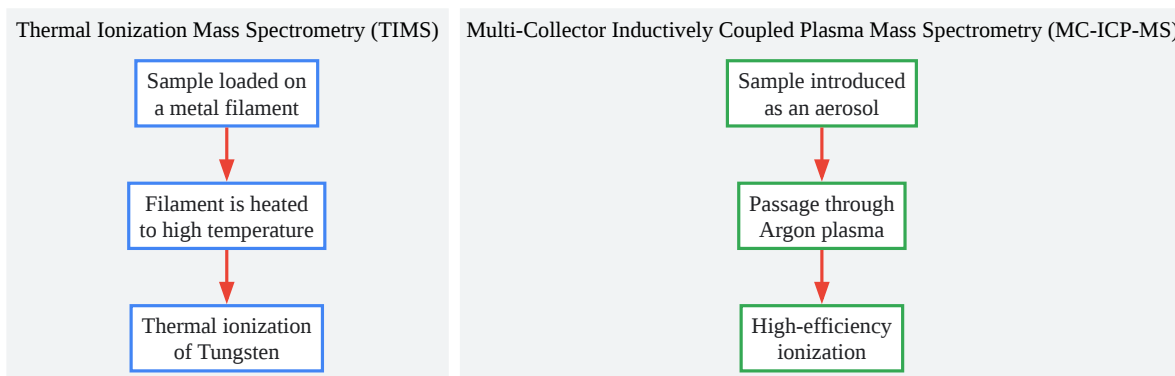 Thermal Ionization Mass Spectrometry (TIMS)
Sample loaded on
a metal filament
Filament is heated
to high temperature
Thermal ionization
of Tungsten
Multi-Collector Inductively Coupled Plasma Mass Spectrometry (MC-ICP-MS)
Sample introduced
as an aerosol
Passage through
Argon plasma
High-efficiency
ionization